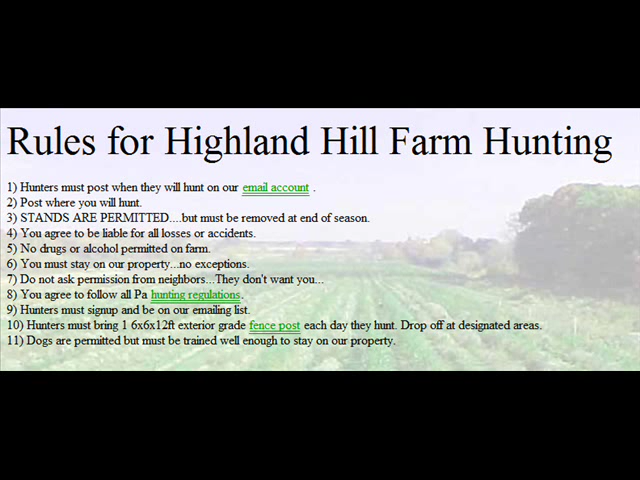 Rules for Highland Hill Farm Hunting
1) Hunters must post when they will hunt on our email account .
2) Post where you will hunt.
3) STANDS ARE PERMITTED....but must be removed at end of season.
4) You agree to be liable for all losses or accidents.
5) No drugs or alcohol permitted on farm.
6) You must stay on our property...no exceptions.
7) Do not ask permission from neighbors...They don't want you...
8) You agree to follow all Pa hunting regulations.
9) Hunters must signup and be on our emailing list.
10) Hunters must bring 1 6x6x12ft exterior grade fence post each day they hunt. Drop off at designated areas.
11) Dogs are permitted but must be trained well enough to stay on our property.